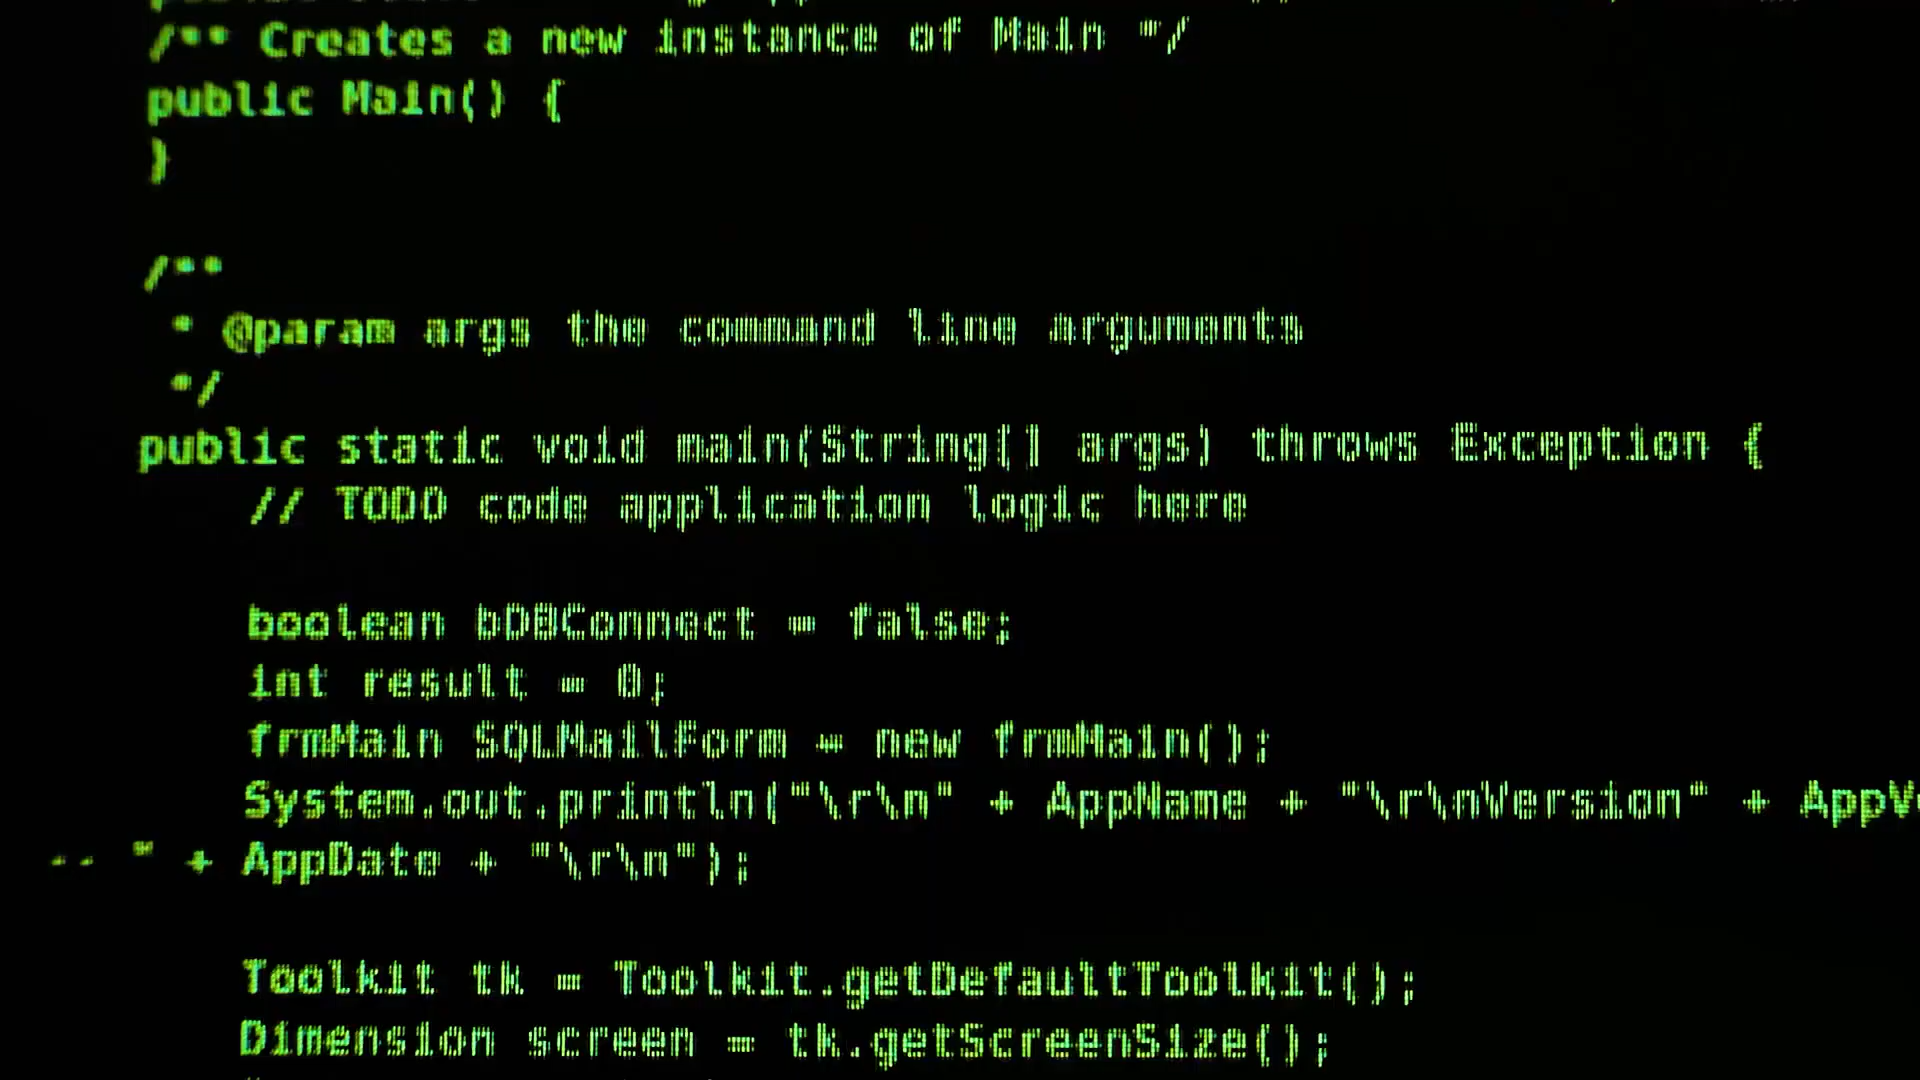 /** Creates a new instance of Main */
public Main() {
}
/**
* @param args the command line arguments
*/
public static void main(String[] args) throws Exception {
// TODO code application logic here
boolean bDBConnect = false;
int result = 0;
frmMain SQLMailForm = new frmMain();
System.out.println("\r\n" + AppName + "\r\nVersion" + AppV
-- " + AppDate + "\r\n");
Toolkit tk = Toolkit.getDefaultToolkit();
Dimension screen = tk.getScreenSize();